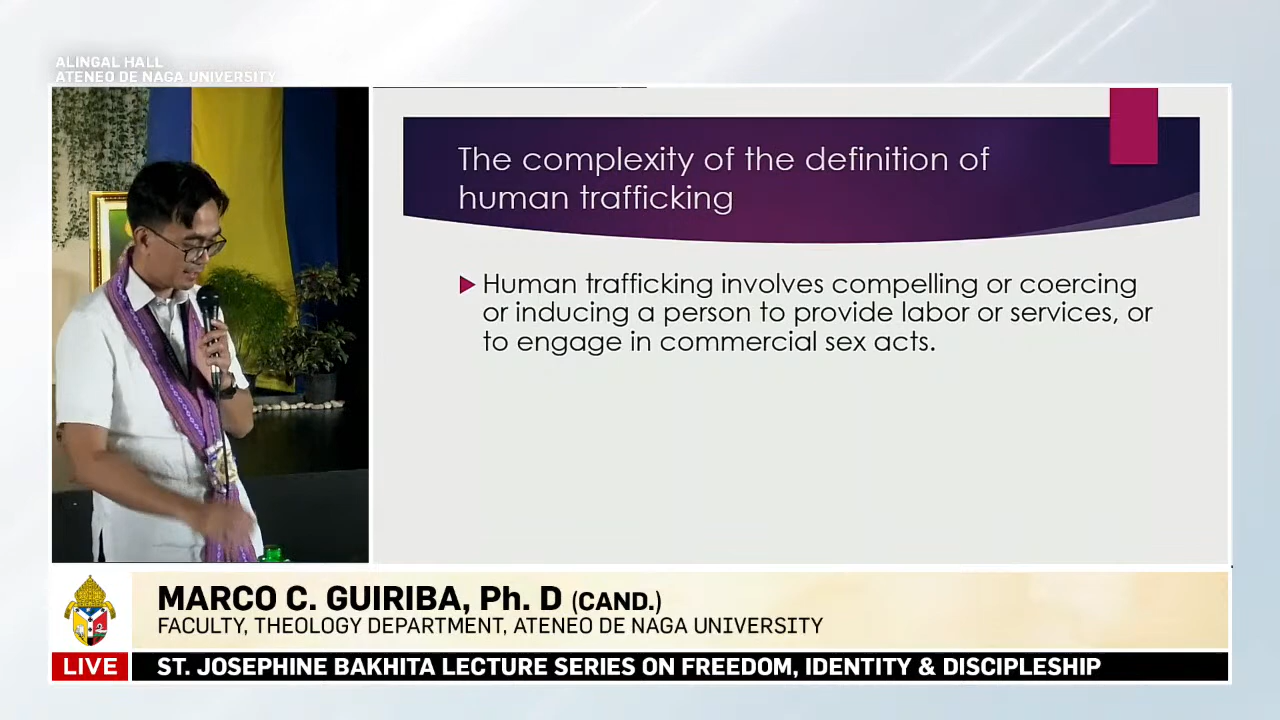 ALINGAL HALL
ATENEO DE NAGA UNIVERSITY
The complexity of the definition of
human trafficking
Human trafficking involves compelling or coercing
or inducing a person to provide labor or services, or
to engage in commercial sex acts.
MARCO C. GUIRIBA, Ph. D (CAND.)
FACULTY, THEOLOGY DEPARTMENT, ATENEO DE NAGA UNIVERSITY
LIVE ST. JOSEPHINE BAKHITA LECTURE SERIES ON FREEDOM, IDENTITY & DISCIPLESHIP